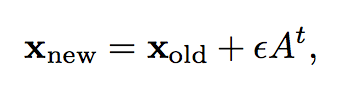 𝐱_new = 𝐱_old + ϵA^t,